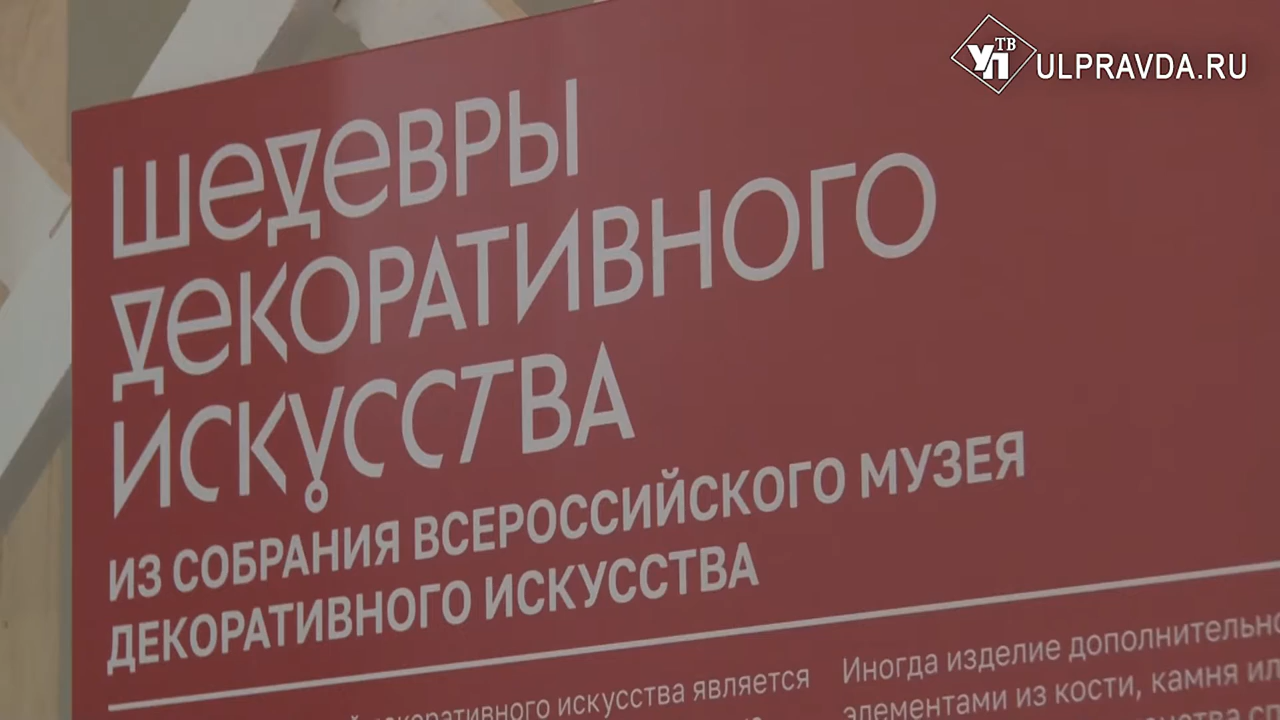 УП ТВ
ULPRAVDA.RU
ШЕДЕВРЫ
ДЕКОРАТИВНОГО
ИСКУССТВА
ИЗ СОБРАНИЯ ВСЕРОССИЙСКОГО МУЗЕЯ
ДЕКОРАТИВНОГО ИСКУССТВА
декоративного искусства является
Иногда изделие дополнительно
элементами из кости, камня